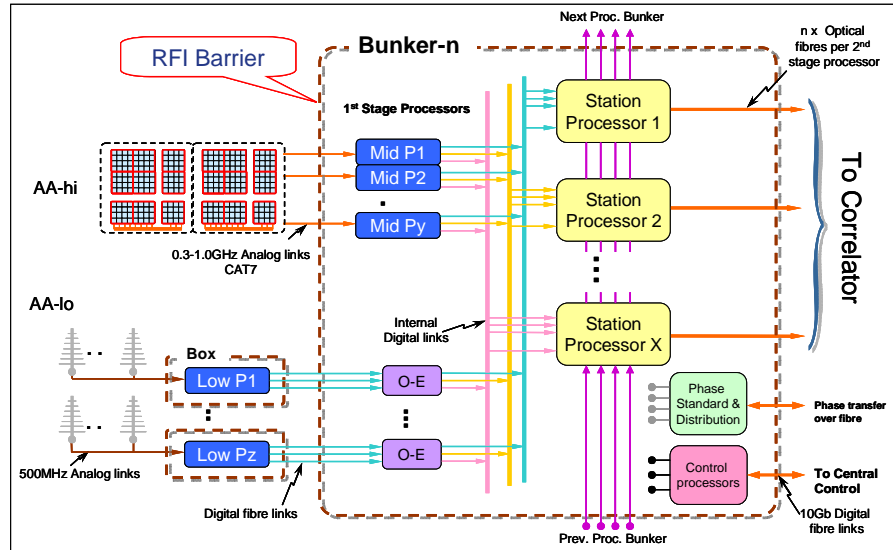 Next Proc. Bunker
n x Optical
fibres per 2nd
stage processor
RFI Barrier
Bunker-n
1st Stage Processors
Station
Processor 1
Mid P1
Mid P2
Mid Py
AA-hi
Station
Processor 2
To Correlator
0.3-1.0GHz Analog links
CAT7
AA-lo
Internal
Digital links
Station
Processor X
Box
Low P1
O-E
Phase
Standard &
Distribution
Phase transfer
over fibre
Low Pz
O-E
500MHz Analog links
Digital fibre links
Control
processors
To Central
Control
10Gb Digital
fibre links
Prev. Proc. Bunker